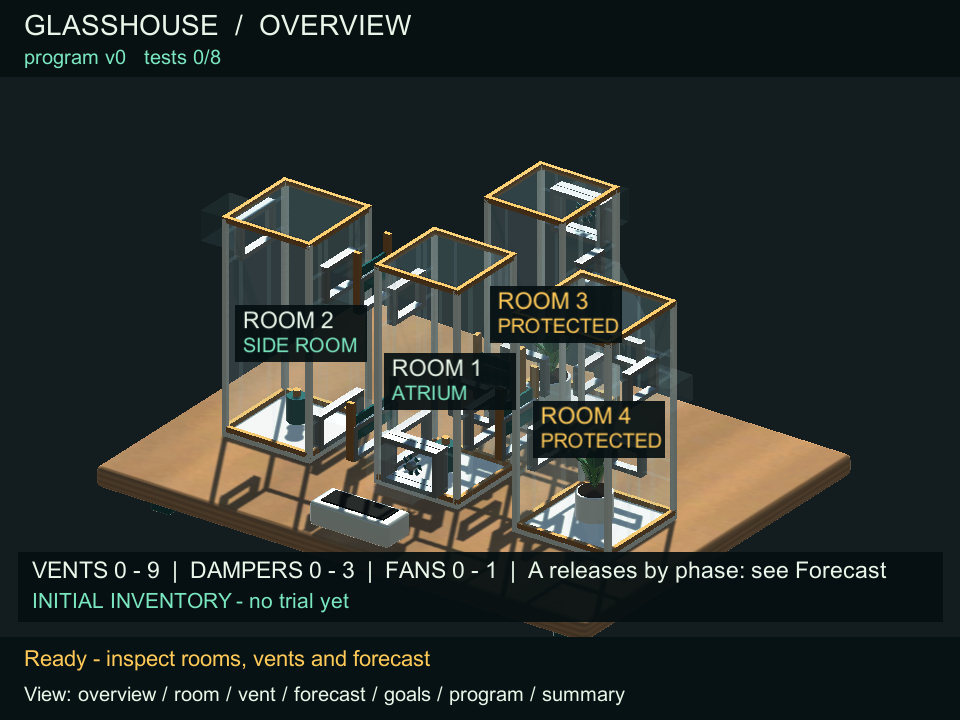 GLASSHOUSE / OVERVIEW
program v0 tests 0/8
ROOM 3
PROTECTED
ROOM 2
SIDE ROOM
ROOM 1
ATRIUM
ROOM 4
PROTECTED
VENTS 0 - 9 | DAMPERS 0 - 3 | FANS 0 - 1 | A releases by phase: see Forecast
INITIAL INVENTORY - no trial yet
Ready - inspect rooms, vents and forecast
View: overview / room / vent / forecast / goals / program / summary